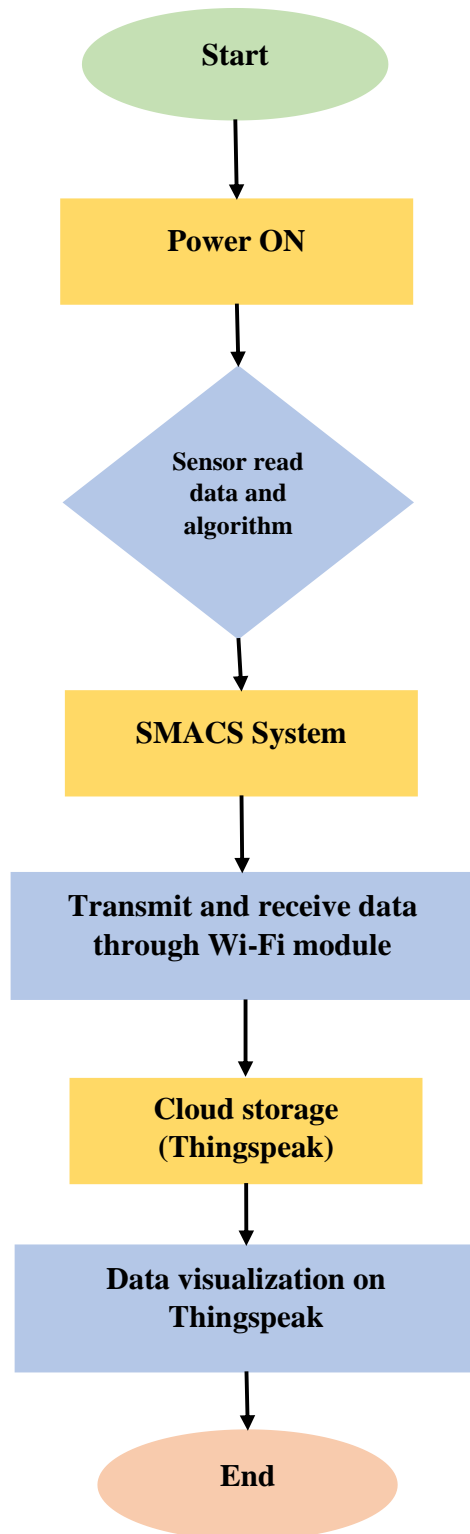 Start
Power ON
Sensor read
data and
algorithm
SMACS System
Transmit and receive data
through Wi-Fi module
Cloud storage
(Thingspeak)
Data visualization on
Thingspeak
End